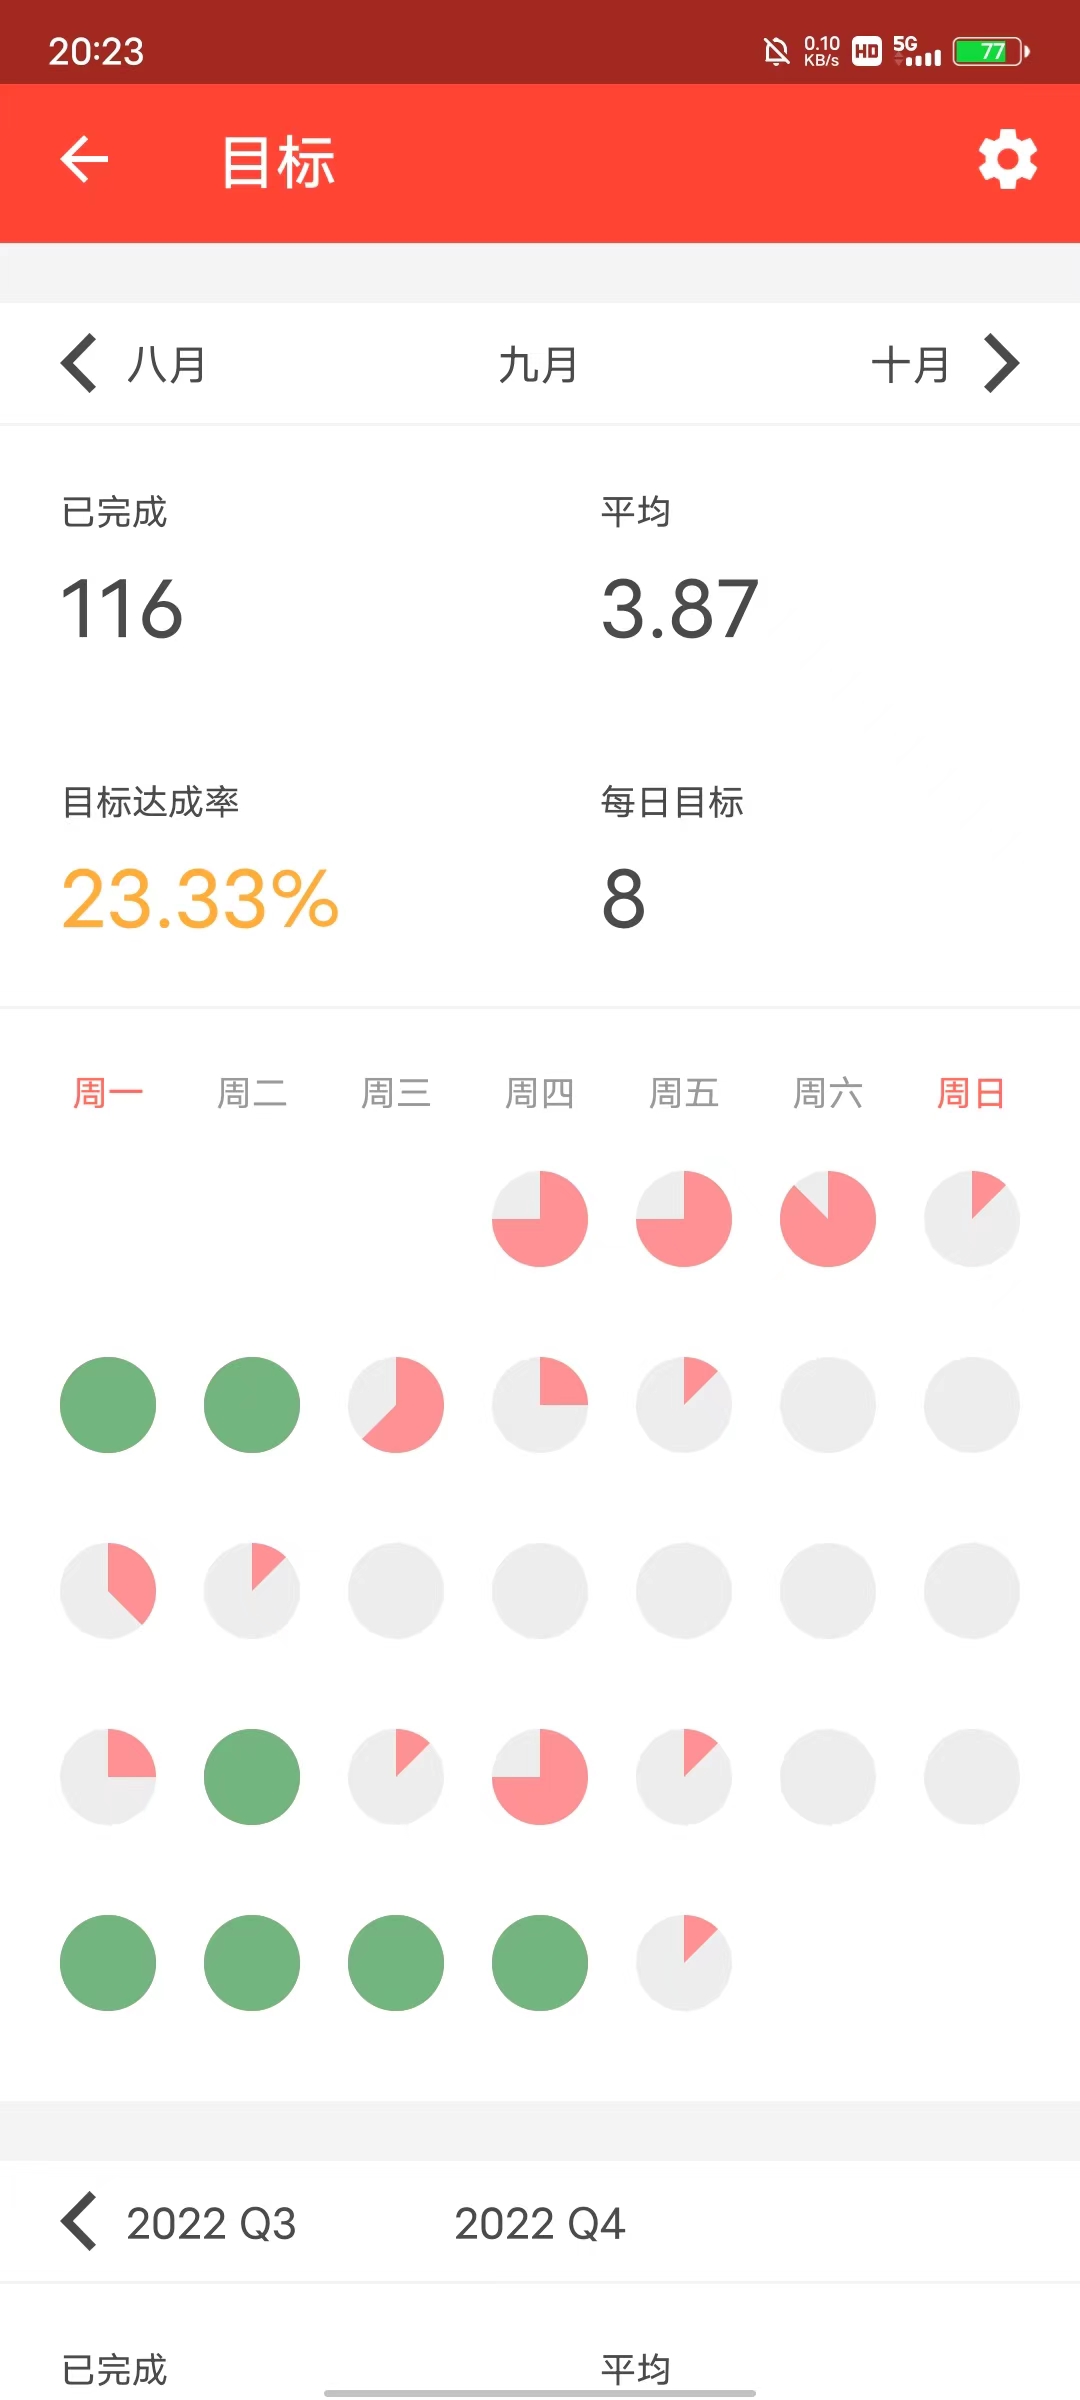 20:23
0.10 KB/s HD 5G 77
目标
八月 九月 十月
已完成 平均
116 3.87
目标达成率 每日目标
23.33% 8
周一 周二 周三 周四 周五 周六 周日
2022 Q3 2022 Q4
已完成 平均